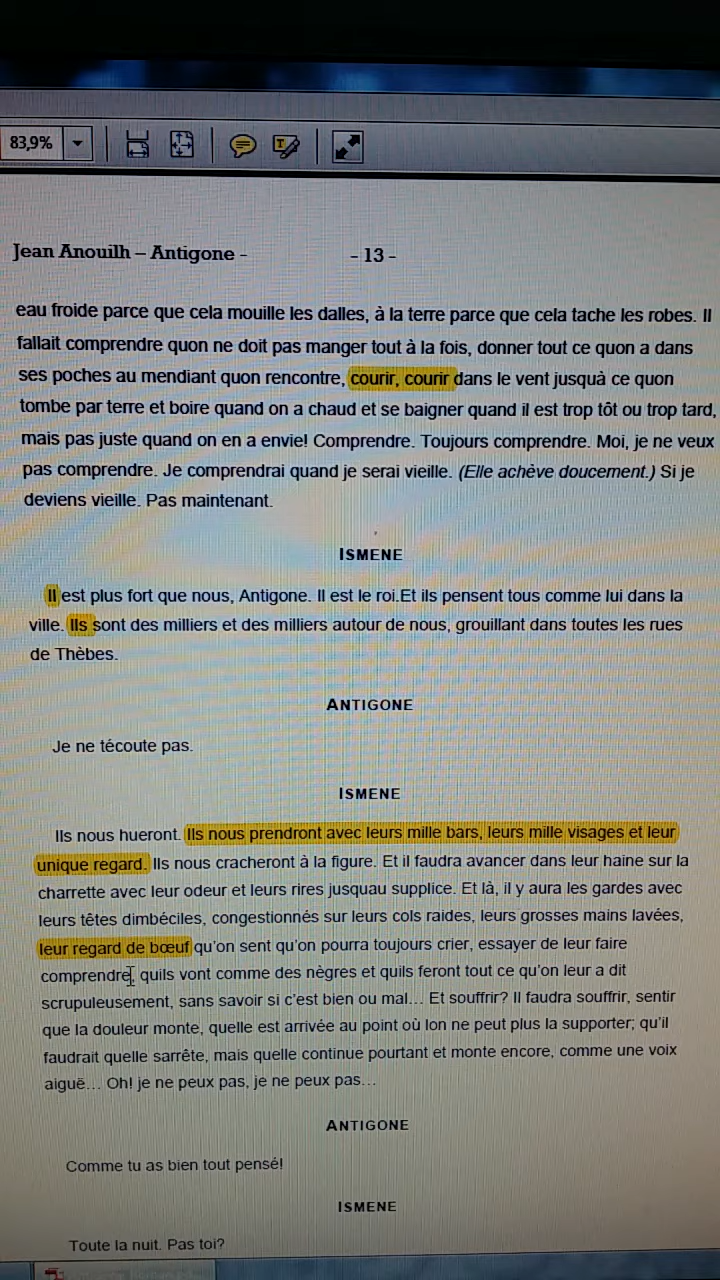 83,9%
Jean Anouilh – Antigone - - 13 -
eau froide parce que cela mouille les dalles, à la terre parce que cela tache les robes. Il
fallait comprendre quon ne doit pas manger tout à la fois, donner tout ce quon a dans
ses poches au mendiant quon rencontre, courir, courir dans le vent jusquà ce quon
tombe par terre et boire quand on a chaud et se baigner quand il est trop tôt ou trop tard,
mais pas juste quand on en a envie! Comprendre. Toujours comprendre. Moi, je ne veux
pas comprendre. Je comprendrai quand je serai vieille. (Elle achève doucement.) Si je
deviens vieille. Pas maintenant.
ISMENE
Il est plus fort que nous, Antigone. Il est le roi.Et ils pensent tous comme lui dans la
ville. Ils sont des milliers et des milliers autour de nous, grouillant dans toutes les rues
de Thèbes.
ANTIGONE
Je ne técoute pas.
ISMENE
Ils nous hueront. Ils nous prendront avec leurs mille bars, leurs mille visages et leur
unique regard. Ils nous cracheront à la figure. Et il faudra avancer dans leur haine sur la
charrette avec leur odeur et leurs rires jusquau supplice. Et là, il y aura les gardes avec
leurs têtes dimbéciles, congestionnés sur leurs cols raides, leurs grosses mains lavées,
leur regard de bœuf qu'on sent qu'on pourra toujours crier, essayer de leur faire
comprendre, quils vont comme des nègres et quils feront tout ce qu'on leur a dit
scrupuleusement, sans savoir si c'est bien ou mal... Et souffrir? Il faudra souffrir, sentir
que la douleur monte, quelle est arrivée au point où lon ne peut plus la supporter; qu'il
faudrait quelle sarrête, mais quelle continue pourtant et monte encore, comme une voix
aiguë... Oh! je ne peux pas, je ne peux pas...
ANTIGONE
Comme tu as bien tout pensé!
ISMENE
Toute la nuit. Pas toi?